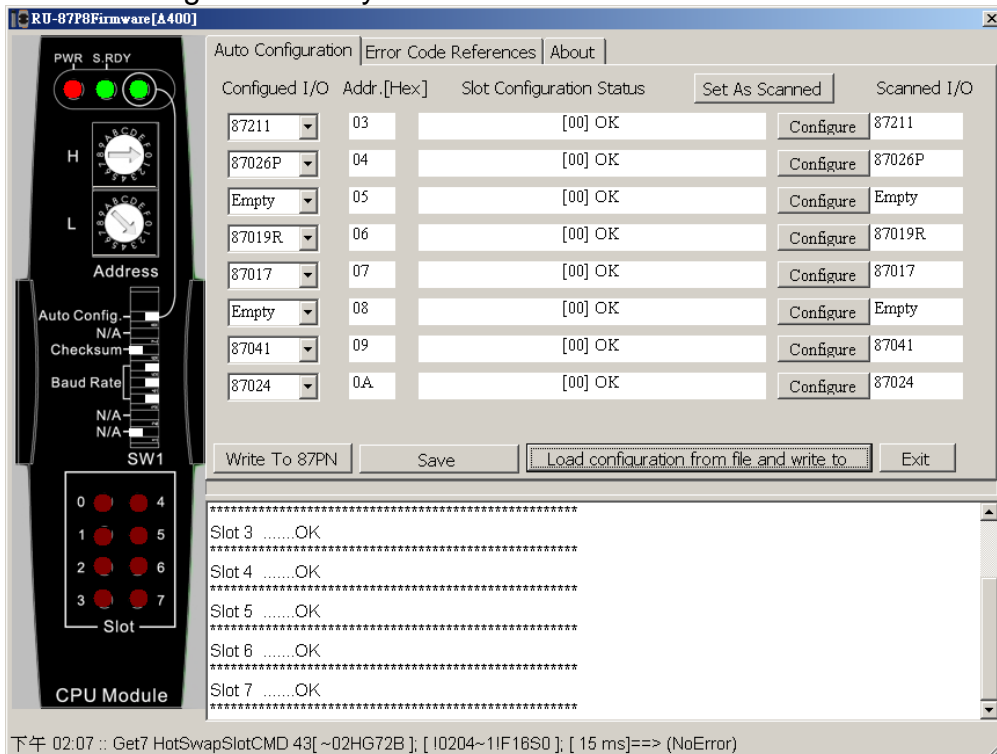 RU-87P8Firmware[A400]
PWR S.RDY
H
L
Address
Auto Config.
N/A
Checksum
Baud Rate
N/A
N/A
SW1
0 4
1 5
2 6
3 7
Slot
CPU Module
Auto Configuration Error Code References About
Configued I/O Addr.[Hex] Slot Configuration Status Set As Scanned Scanned I/O
87211 03 [00] OK Configure 87211
87026P 04 [00] OK Configure 87026P
Empty 05 [00] OK Configure Empty
87019R 06 [00] OK Configure 87019R
87017 07 [00] OK Configure 87017
Empty 08 [00] OK Configure Empty
87041 09 [00] OK Configure 87041
87024 0A [00] OK Configure 87024
Write To 87PN Save Load configuration from file and write to Exit
*****************************************************
Slot 3 .......OK
*****************************************************
Slot 4 .......OK
*****************************************************
Slot 5 .......OK
*****************************************************
Slot 6 .......OK
*****************************************************
Slot 7 .......OK
*****************************************************
下午 02:07 :: Get7 HotSwapSlotCMD 43[ ~02HG72B ]; [ !0204~1!F16S0 ]; [ 15 ms]==> (NoError)